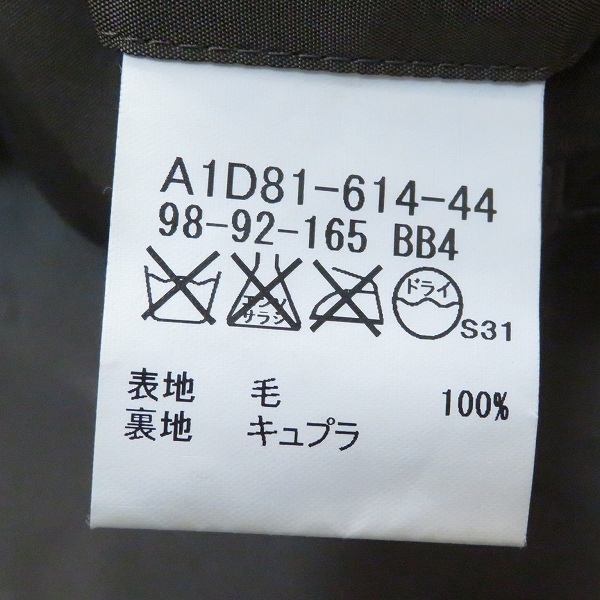 A1D81-614-44
98-92-165 BB4
エンソ
サラシ
ドライ
S31
表地 毛 100%
裏地 キュプラ